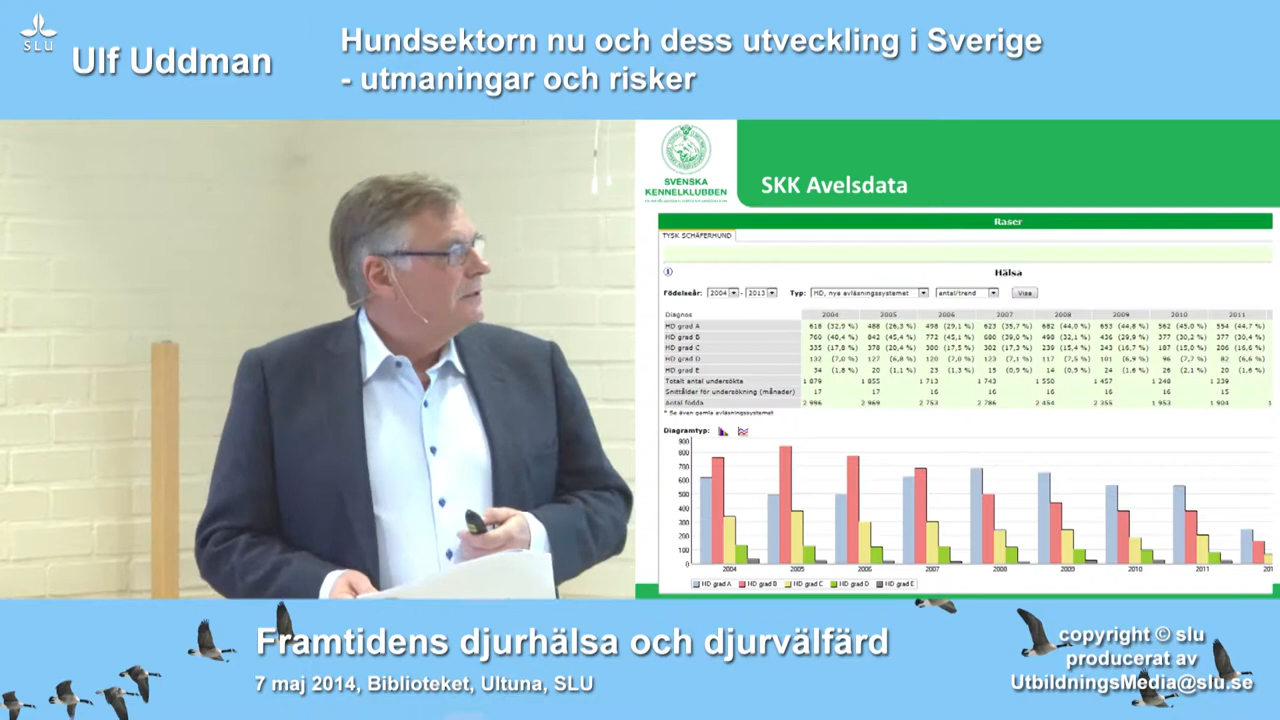 SLU
Ulf Uddman
Hundsektorn nu och dess utveckling i Sverige
- utmaningar och risker
SVENSKA
KENNELKLUBBEN
SKK Avelsdata
Raser
TYSK SCHÄFERHUND
Hälsa
Födelseår: 2004 - 2013 Typ: HD, nya avläsningssystemet antal/trend Visa
Diagnos 2004 2005 2006 2007 2008 2009 2010 2011
HD grad A 618 (32,9 %) 488 (26,3 %) 498 (29,1 %) 623 (35,7 %) 682 (44,0 %) 653 (44,8 %) 562 (45,0 %) 554 (44,7 %)
HD grad B 760 (40,4 %) 842 (45,4 %) 772 (45,1 %) 680 (39,0 %) 498 (32,1 %) 436 (29,9 %) 377 (30,2 %) 377 (30,4 %)
HD grad C 335 (17,8 %) 378 (20,4 %) 300 (17,5 %) 302 (17,3 %) 239 (15,4 %) 243 (16,7 %) 187 (15,0 %) 206 (16,6 %)
HD grad D 132 (7,0 %) 127 (6,8 %) 120 (7,0 %) 123 (7,1 %) 117 (7,5 %) 101 (6,9 %) 96 (7,7 %) 82 (6,6 %)
HD grad E 34 (1,8 %) 20 (1,1 %) 23 (1,3 %) 15 (0,9 %) 14 (0,9 %) 24 (1,6 %) 26 (2,1 %) 20 (1,6 %)
Totalt antal undersökta 1 879 1 855 1 713 1 743 1 550 1 457 1 248 1 239
Snittålder för undersökning (månader) 17 17 16 16 16 16 16 15
Antal födda 2 996 2 969 2 753 2 786 2 454 2 355 1 953 1 904
* Se även gamla avläsningssystemet
Diagramtyp:
900
800
700
600
500
400
300
200
100
0
2004 2005 2006 2007 2008 2009 2010 2011
HD grad A HD grad B HD grad C HD grad D HD grad E
Framtidens djurhälsa och djurvälfärd
7 maj 2014, Biblioteket, Ultuna, SLU
copyright © slu
producerat av
UtbildningsMedia@slu.se